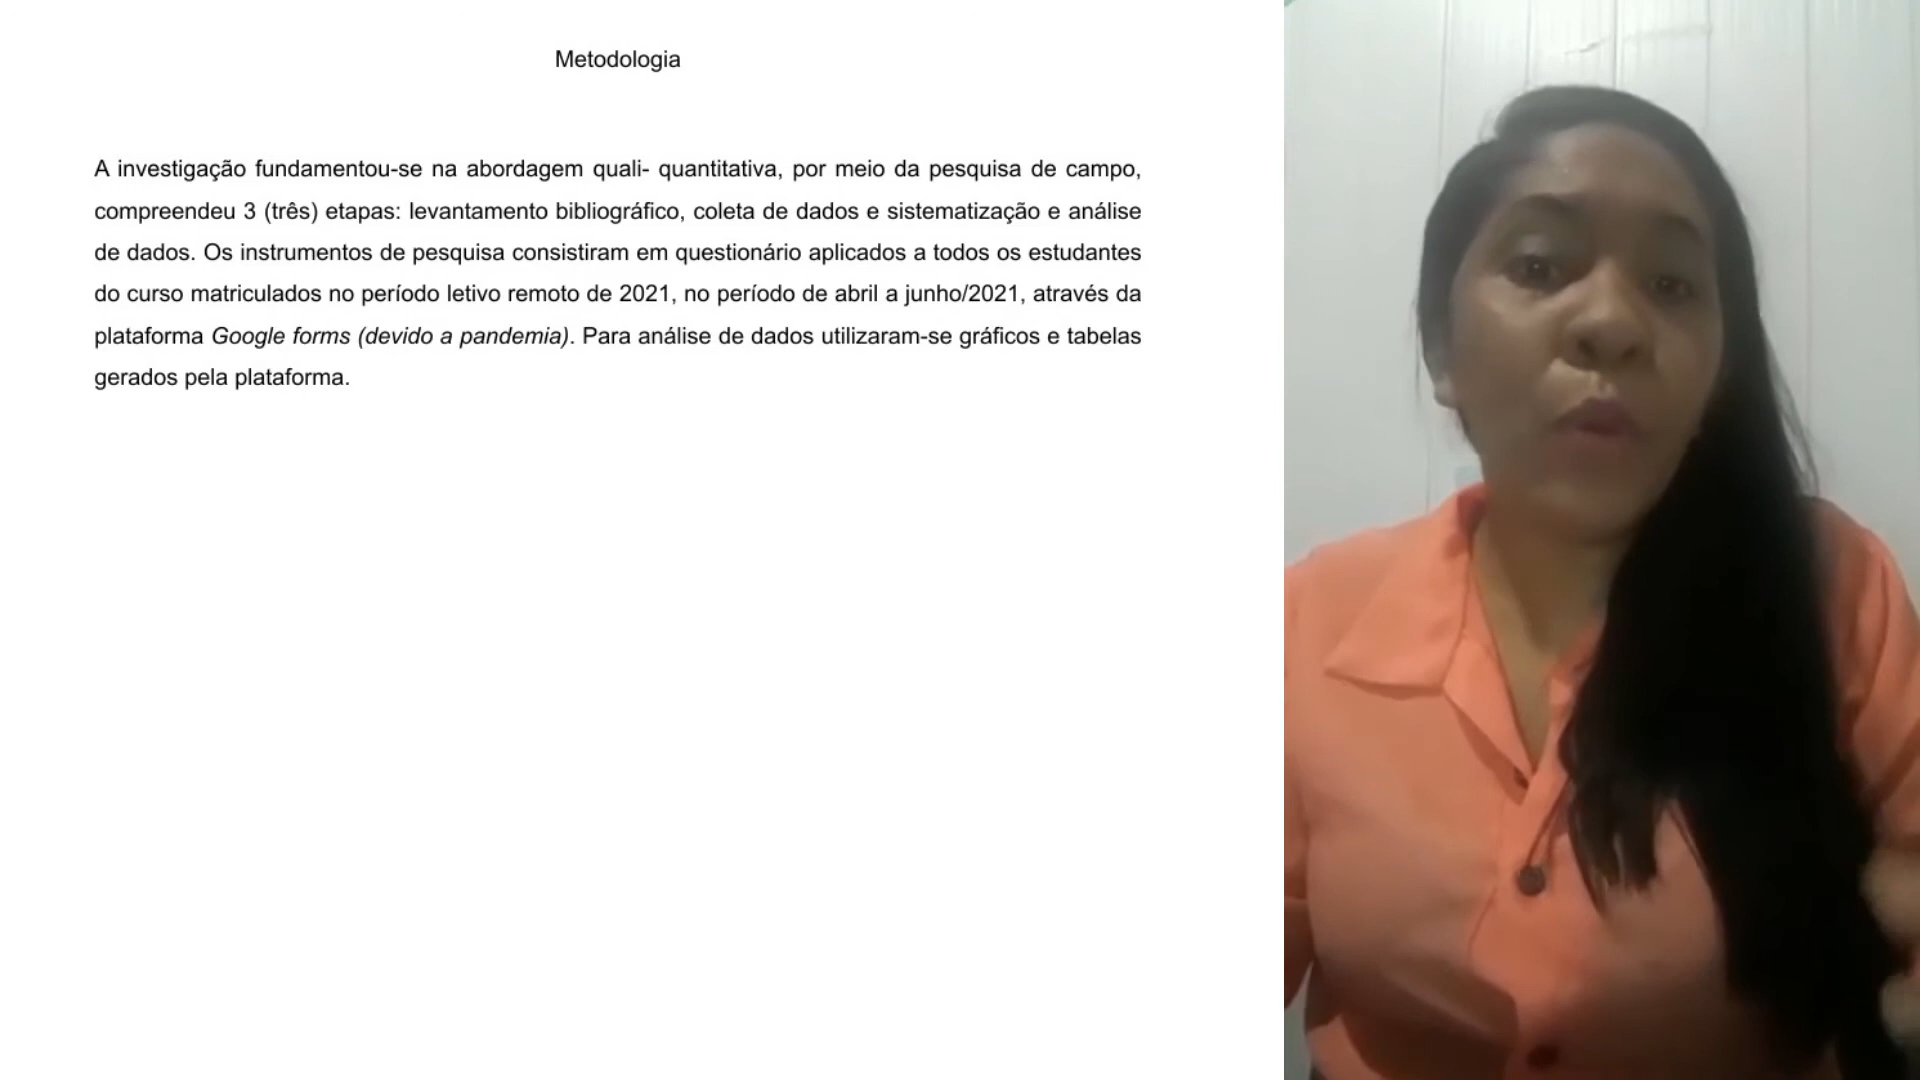 Metodologia
A investigação fundamentou-se na abordagem quali- quantitativa, por meio da pesquisa de campo,
compreendeu 3 (três) etapas: levantamento bibliográfico, coleta de dados e sistematização e análise
de dados. Os instrumentos de pesquisa consistiram em questionário aplicados a todos os estudantes
do curso matriculados no período letivo remoto de 2021, no período de abril a junho/2021, através da
plataforma Google forms (devido a pandemia). Para análise de dados utilizaram-se gráficos e tabelas
gerados pela plataforma.